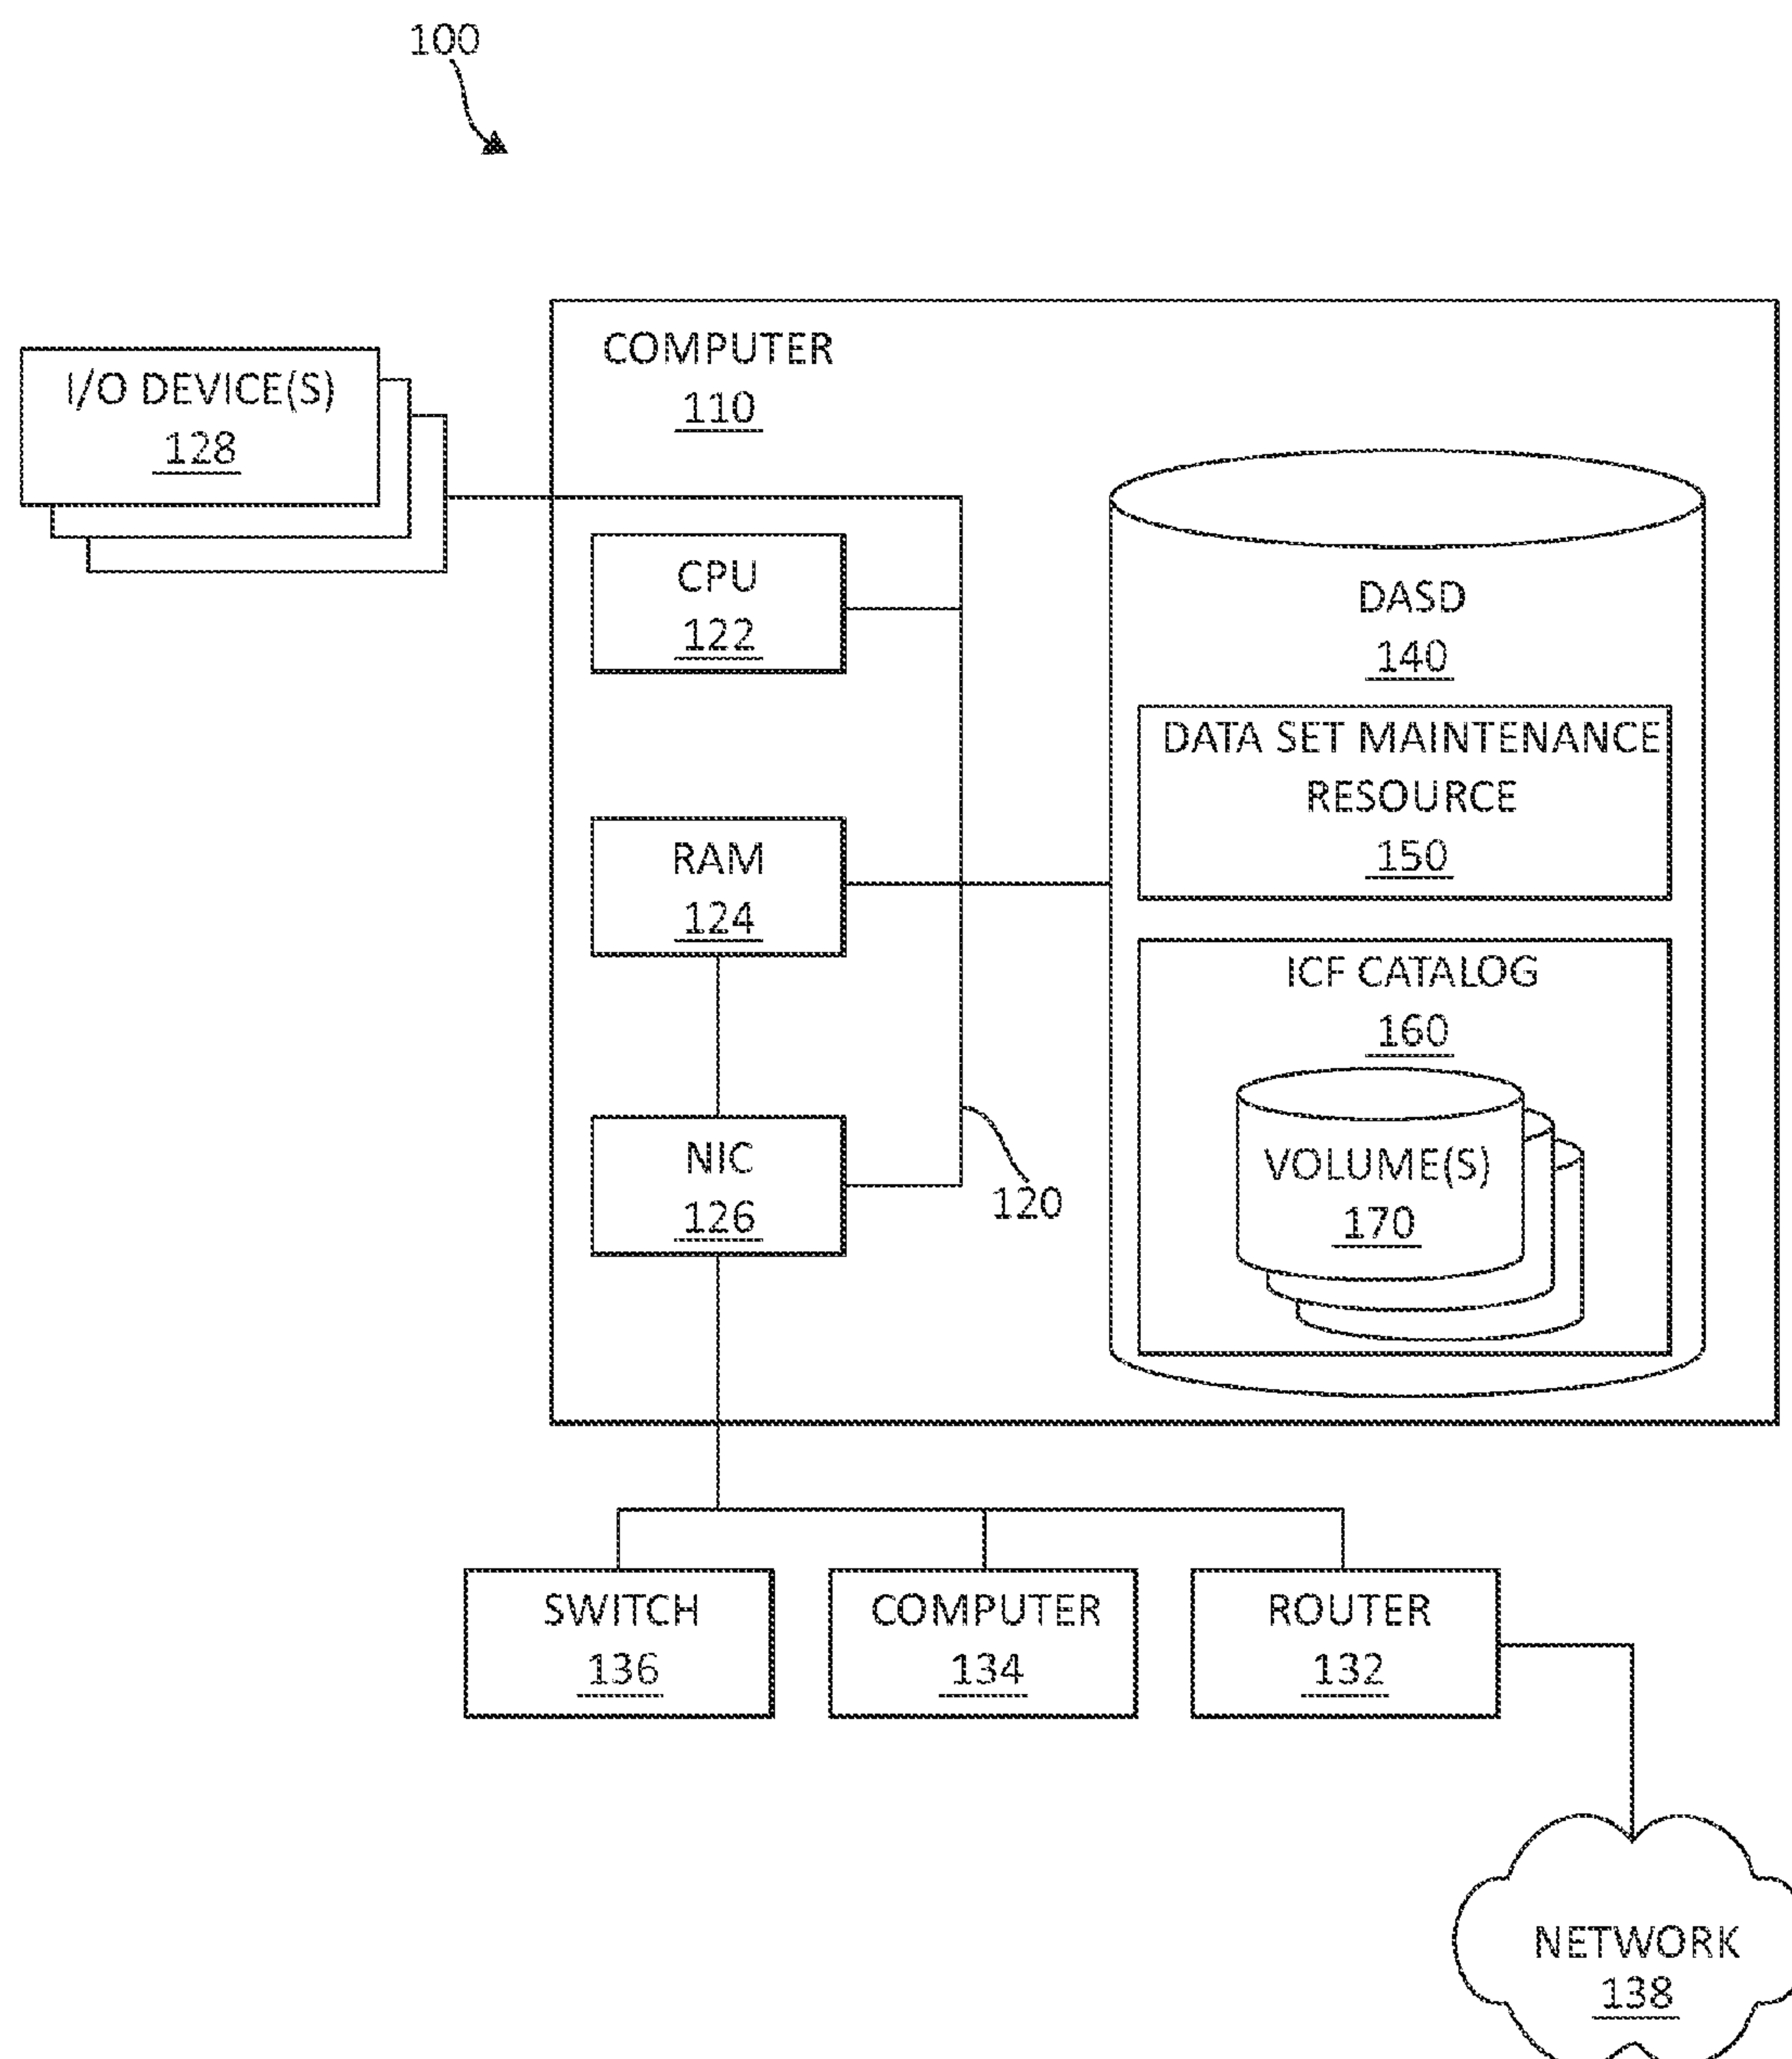 100
COMPUTER
110
I/O DEVICE(S)
128
CPU
122
RAM
124
NIC
126
120
DASD
140
DATA SET MAINTENANCE
RESOURCE
150
ICF CATALOG
160
VOLUME(S)
170
SWITCH
136
COMPUTER
134
ROUTER
132
NETWORK
138